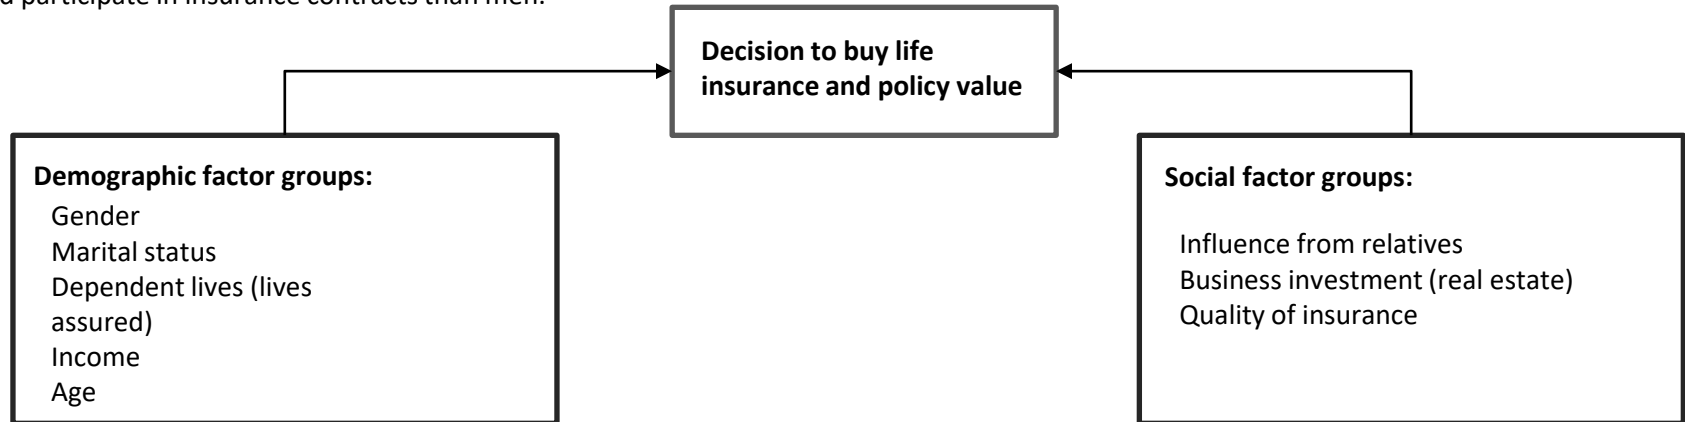 participate in insurance contracts than men.
Decision to buy life
insurance and policy value
Demographic factor groups:
Gender
Marital status
Dependent lives (lives
assured)
Income
Age
Social factor groups:
Influence from relatives
Business investment (real estate)
Quality of insurance